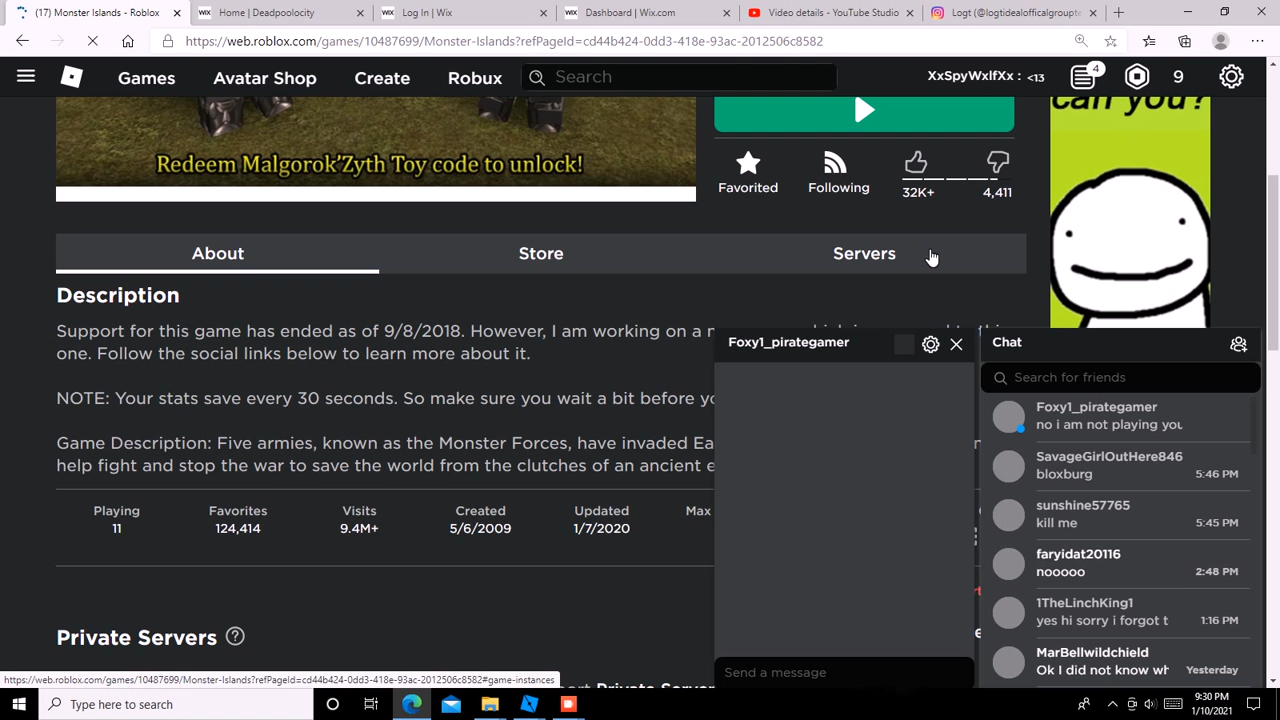 (17) Monster Islands - Roblox
Home | Deadpoolocity
Log In | Wix
Dashboard | Wix.com
Video details - YouTube Studio
Logt (@logtidealofficalgroupte
https://web.roblox.com/games/10487699/Monster-Islands?refPageId=cd44b424-0dd3-418e-93ac-2012506c8582
Games
Avatar Shop
Create
Robux
Search
XxSpyWxlfXx : <13
4
9
can you?
Redeem Malgorok'Zyth Toy code to unlock!
Favorited
Following
32K+
4,411
About
Store
Servers
Description
Support for this game has ended as of 9/8/2018. However, I am working on a
one. Follow the social links below to learn more about it.
NOTE: Your stats save every 30 seconds. So make sure you wait a bit before yo
Game Description: Five armies, known as the Monster Forces, have invaded Ea
help fight and stop the war to save the world from the clutches of an ancient e
Playing
Favorites
Visits
Created
Updated
Max
11
124,414
9.4M+
5/6/2009
1/7/2020
Private Servers
?
Private Server
Foxy1_pirategamer
Send a message
Chat
Search for friends
Foxy1_pirategamer
no i am not playing you
SavageGirlOutHere846
bloxburg
5:46 PM
sunshine57765
kill me
5:45 PM
faryidat20116
nooooo
2:48 PM
1TheLinchKing1
yes hi sorry i forgot t
1:16 PM
MarBellwildchield
Ok I did not know wh
Yesterday
https://web.roblox.com/games/10487699/Monster-Islands?refPageId=cd44b424-0dd3-418e-93ac-2012506c8582#game-instances
Type here to search
9:30 PM
1/10/2021